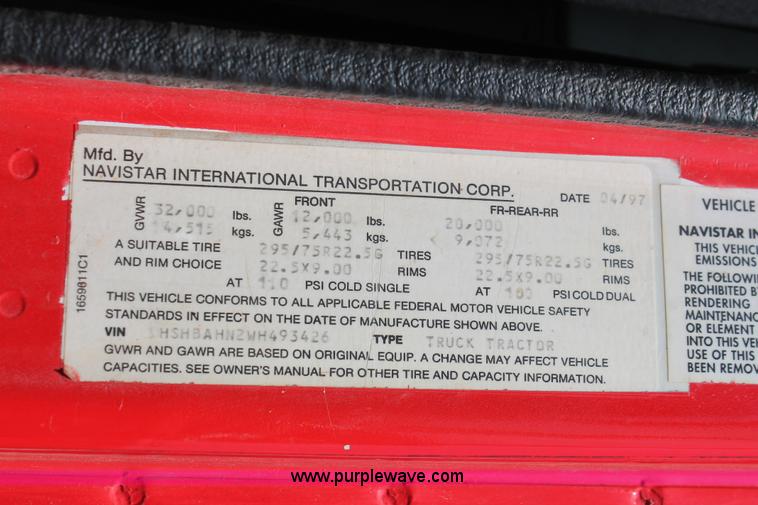 Mfd. By
NAVISTAR INTERNATIONAL TRANSPORTATION CORP.
DATE 04/97
GVWR 32,000 lbs. 14,515 kgs.
GAWR FRONT 12,000 lbs. 5,443 kgs.
FR-REAR-RR 20,000 lbs. 9,072 kgs.
A SUITABLE TIRE 295/75R22.5G TIRES 295/75R22.5G TIRES
AND RIM CHOICE 22.5X9.00 RIMS 22.5X9.00 RIMS
AT 110 PSI COLD SINGLE AT PSI COLD DUAL
THIS VEHICLE CONFORMS TO ALL APPLICABLE FEDERAL MOTOR VEHICLE SAFETY
STANDARDS IN EFFECT ON THE DATE OF MANUFACTURE SHOWN ABOVE.
VIN 1HSHBAHN2WH493426 TYPE TRUCK TRACTOR
GVWR AND GAWR ARE BASED ON ORIGINAL EQUIP. A CHANGE MAY AFFECT VEHICLE
CAPACITIES. SEE OWNER'S MANUAL FOR OTHER TIRE AND CAPACITY INFORMATION.
1659811C1
VEHICLE
NAVISTAR IN
THIS VEHIC
EMISSIONS
THE FOLLOWI
PROHIBITED B
RENDERING
MAINTENANC
OR ELEMENT
INTO THIS VE
USE OF THIS
BEEN REMOV
www.purplewave.com